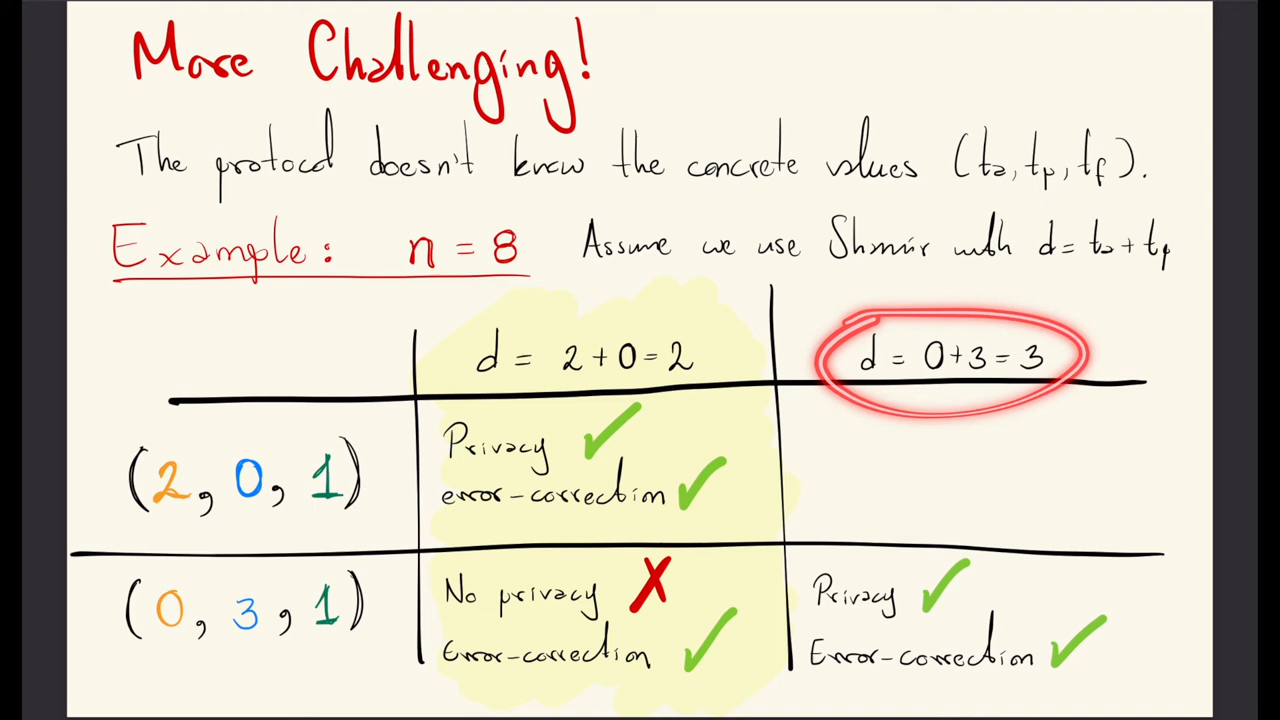 More Challenging!
The protocol doesn't know the concrete values (ta, tp, tf).
Example: n = 8 Assume we use Shamir with d = ta + tp
d = 2+0=2 d = 0+3=3
(2, 0, 1) Privacy ✓
error-correction ✓
(0, 3, 1) No privacy ✗ Privacy ✓
Error-correction ✓ Error-correction ✓